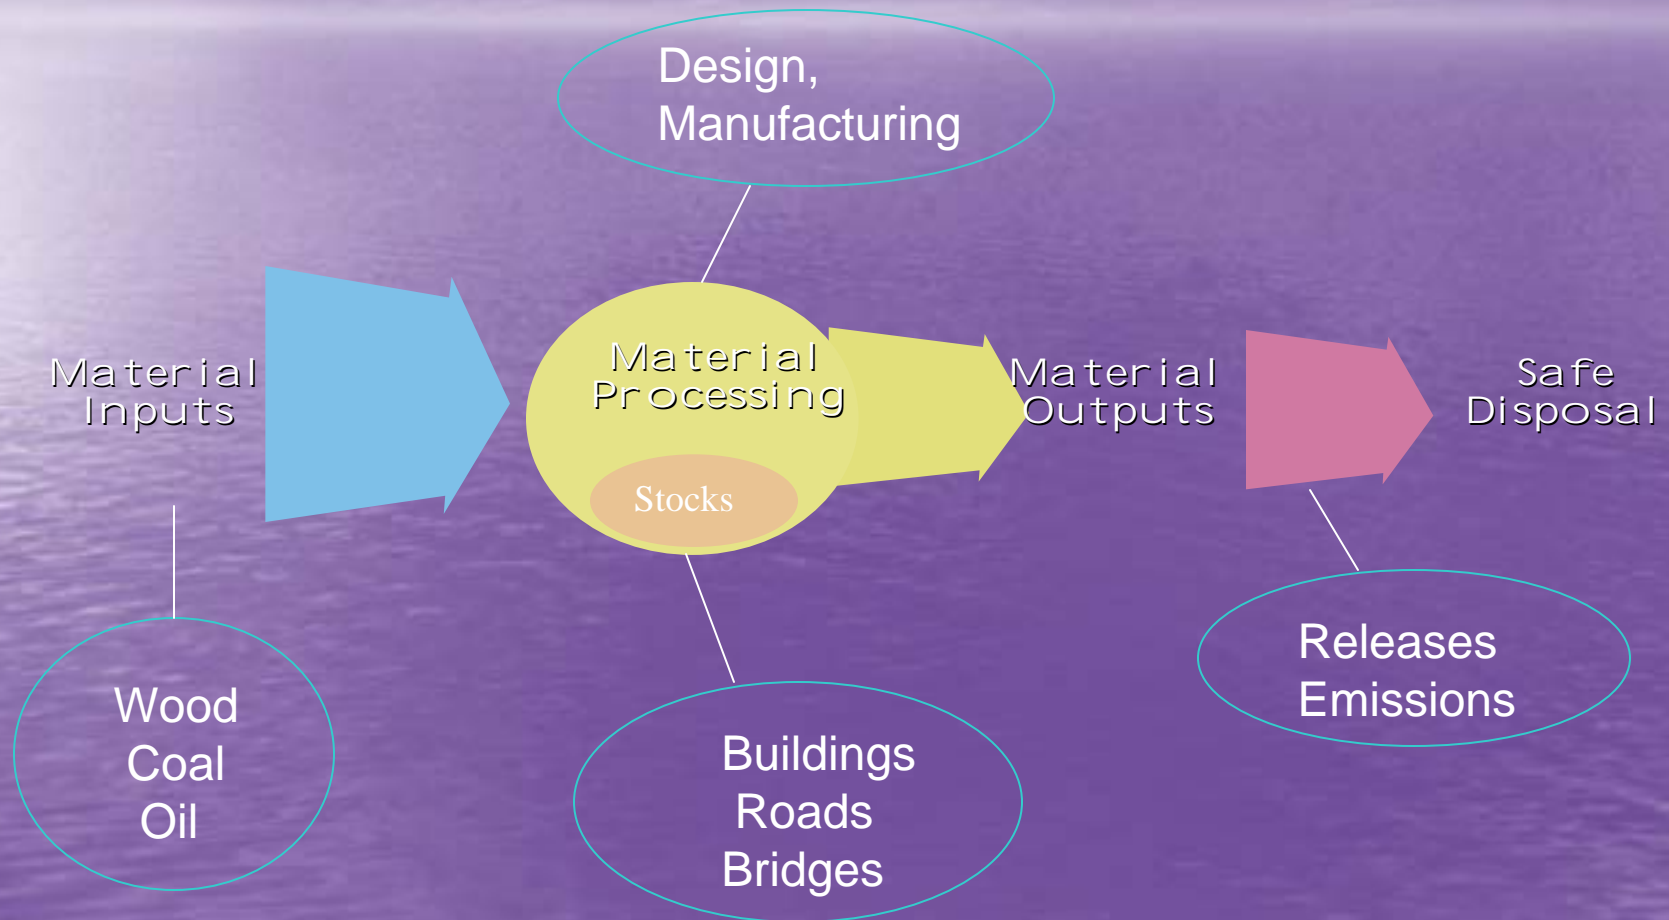 Design,
Manufacturing
Material
Inputs
Material
Processing
Stocks
Material
Outputs
Safe
Disposal
Wood
Coal
Oil
Buildings
Roads
Bridges
Releases
Emissions